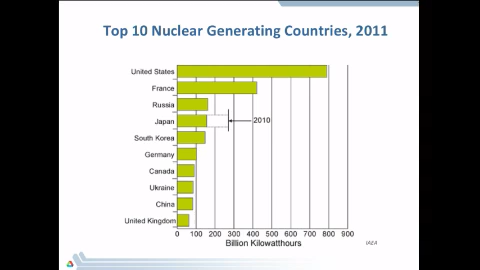 Top 10 Nuclear Generating Countries, 2011
United States
France
Russia
Japan
2010
South Korea
Germany
Canada
Ukraine
China
United Kingdom
0 100 200 300 400 500 600 700 800 900
Billion Kilowatthours
IAEA